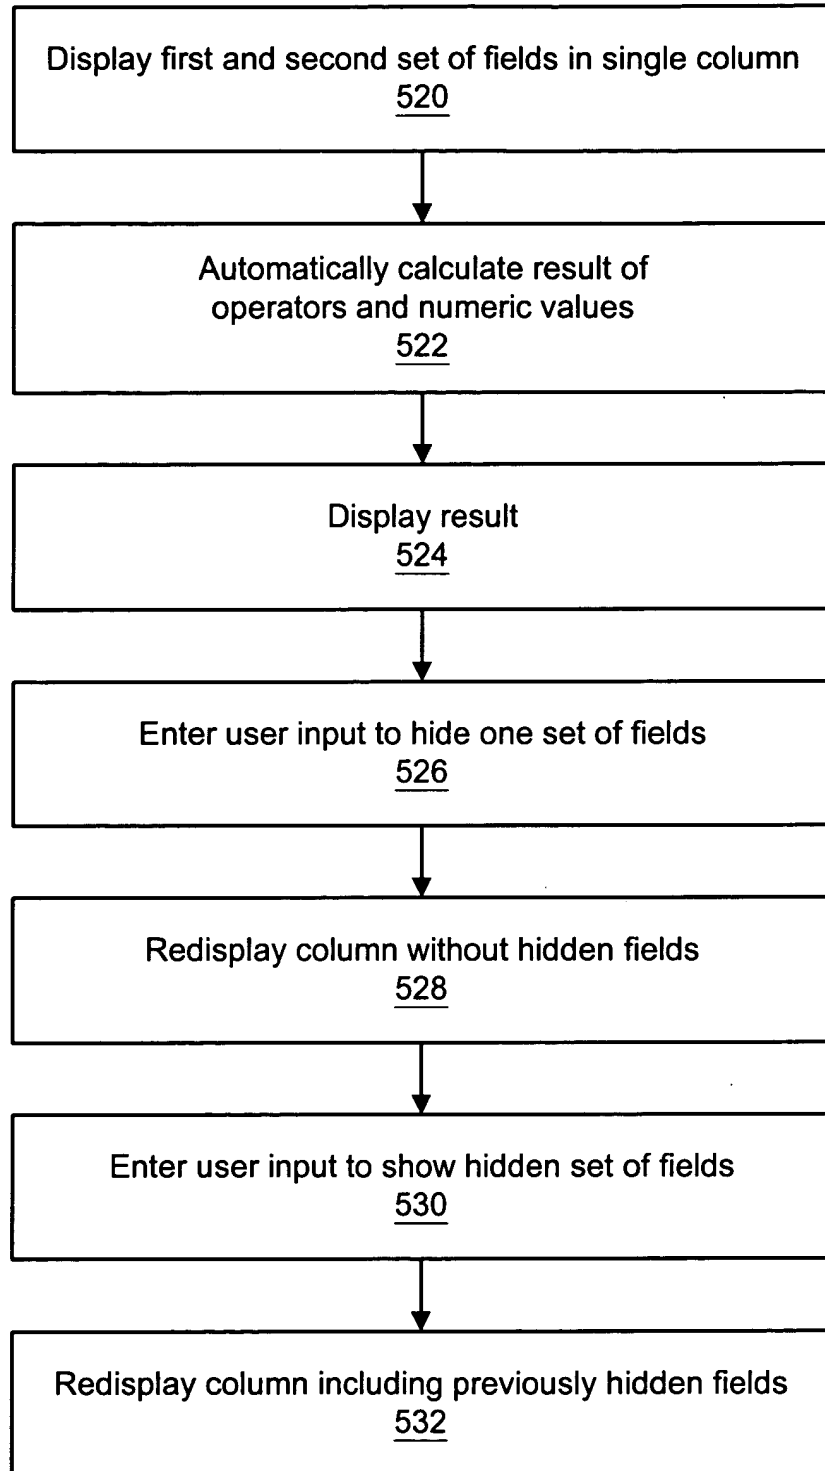 Display first and second set of fields in single column
520
Automatically calculate result of
operators and numeric values
522
Display result
524
Enter user input to hide one set of fields
526
Redisplay column without hidden fields
528
Enter user input to show hidden set of fields
530
Redisplay column including previously hidden fields
532